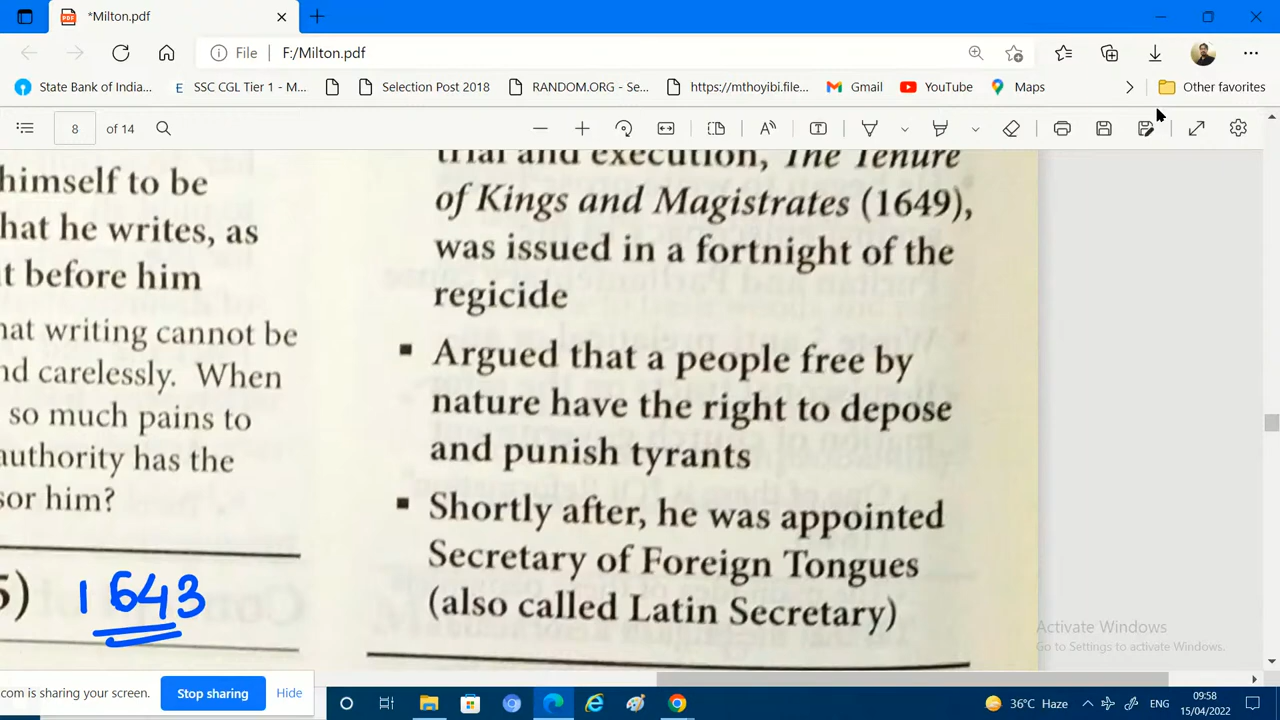 *Milton.pdf
File
F:/Milton.pdf
State Bank of Indi...
SSC CGL Tier 1 - M...
Selection Post 2018
RANDOM.ORG - Se...
https://mthoyibi.file...
Gmail
YouTube
Maps
Other favorites
8 of 14
himself to be
hat he writes, as
t before him
hat writing cannot be
nd carelessly. When
so much pains to
authority has the
sor him?
5) 1643
trial and execution, The Tenure
of Kings and Magistrates (1649),
was issued in a fortnight of the
regicide
▪ Argued that a people free by
nature have the right to depose
and punish tyrants
▪ Shortly after, he was appointed
Secretary of Foreign Tongues
(also called Latin Secretary)
Activate Windows
Go to Settings to activate Windows.
com is sharing your screen.
Stop sharing
Hide
36°C Haze
ENG
09:58
15/04/2022